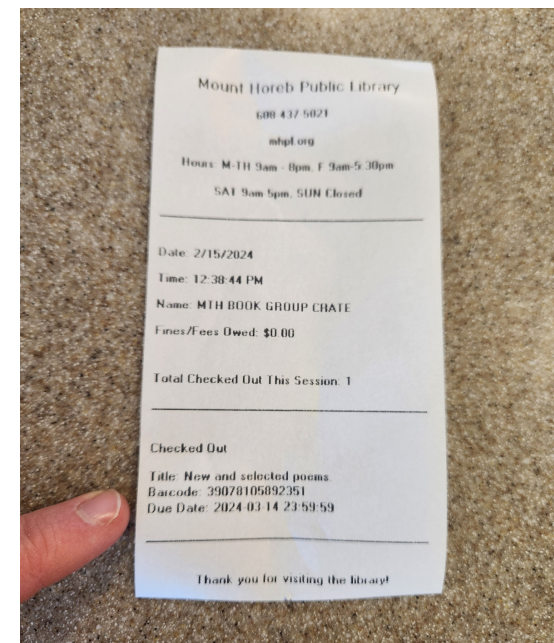 Mount Horeb Public Library
608-437-5021
mhpl.org
Hours: M-TH 9am - 8pm, F 9am-5:30pm
SAT 9am-5pm, SUN Closed
Date: 2/15/2024
Time: 12:38:44 PM
Name: MTH BOOK GROUP CRATE
Fines/Fees Owed: $0.00
Total Checked Out This Session: 1
Checked Out
Title: New and selected poems.
Barcode: 39078105892351
Due Date: 2024-03-14 23:59:59
Thank you for visiting the library!